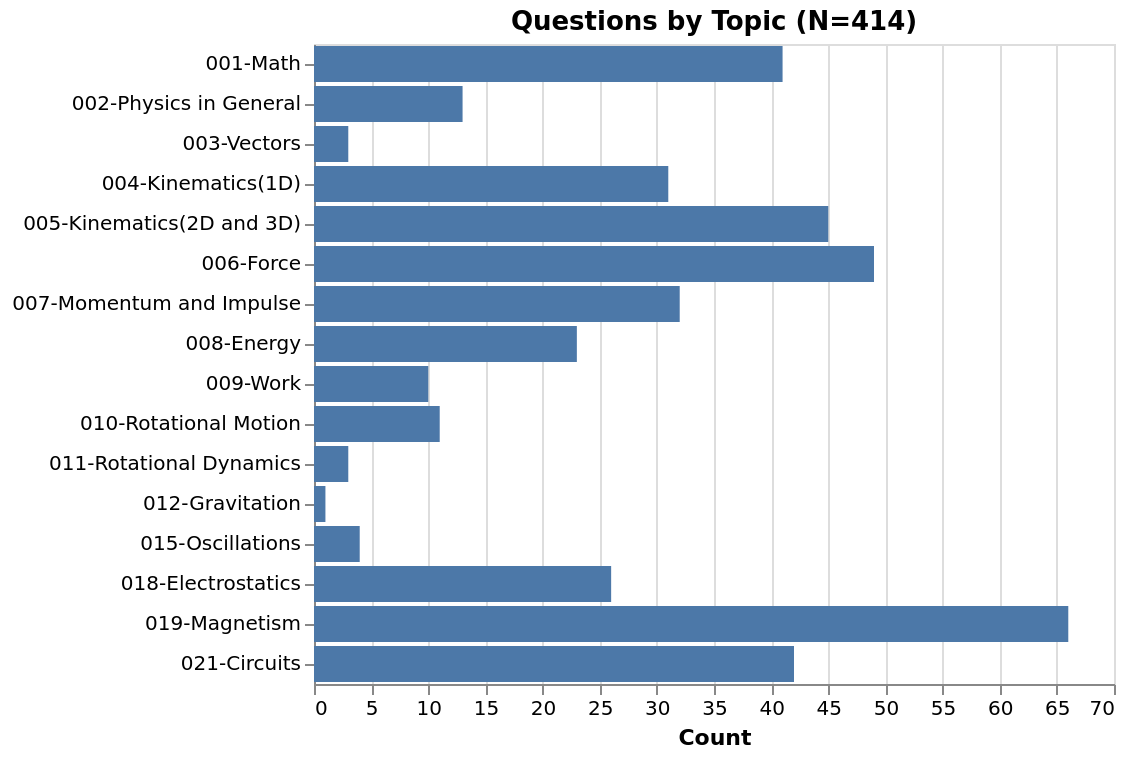 Questions by Topic (N=414)
001-Math
002-Physics in General
003-Vectors
004-Kinematics(1D)
005-Kinematics(2D and 3D)
006-Force
007-Momentum and Impulse
008-Energy
009-Work
010-Rotational Motion
011-Rotational Dynamics
012-Gravitation
015-Oscillations
018-Electrostatics
019-Magnetism
021-Circuits
0 5 10 15 20 25 30 35 40 45 50 55 60 65 70
Count